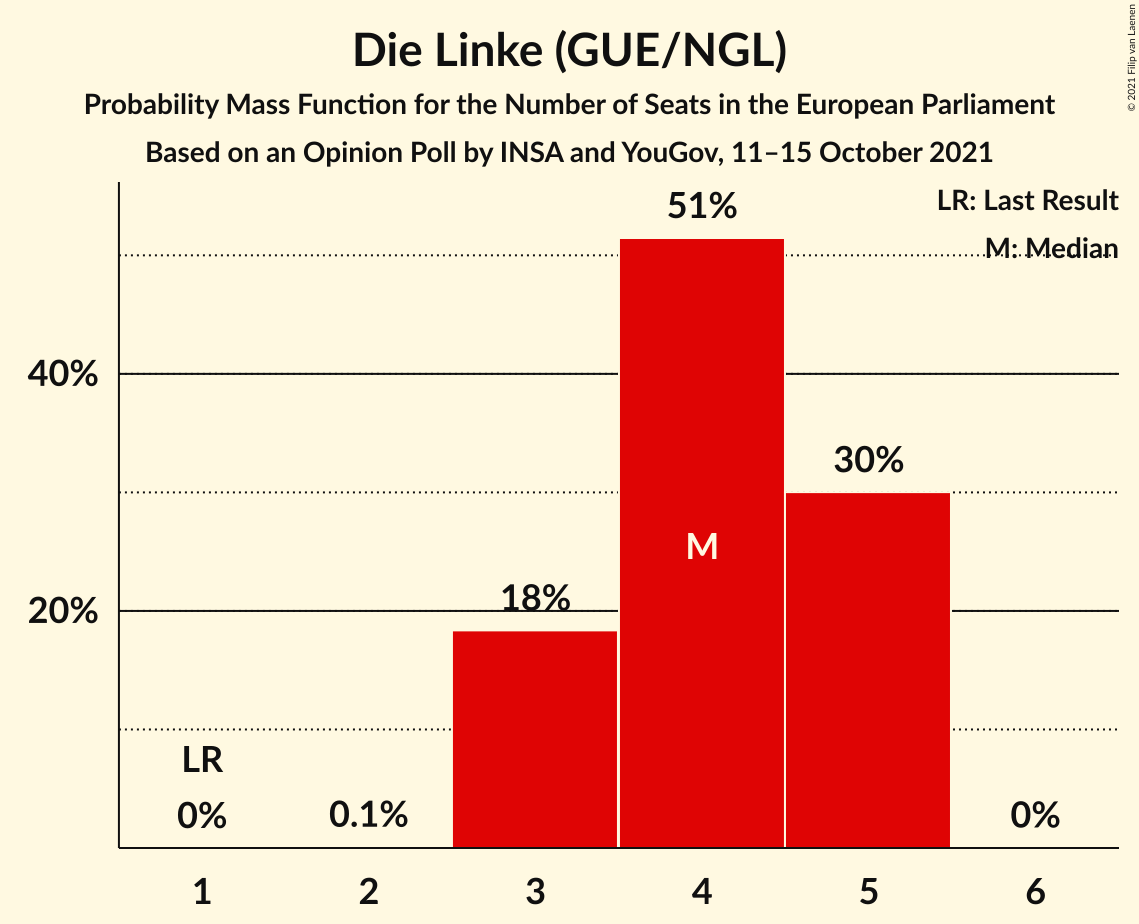 Die Linke (GUE/NGL)
Probability Mass Function for the Number of Seats in the European Parliament
Based on an Opinion Poll by INSA and YouGov, 11–15 October 2021
© 2021 Filip van Laenen
LR: Last Result
M: Median
51%
40%
30%
M
18%
20%
LR
0%
0.1%
0%
1 2 3 4 5 6